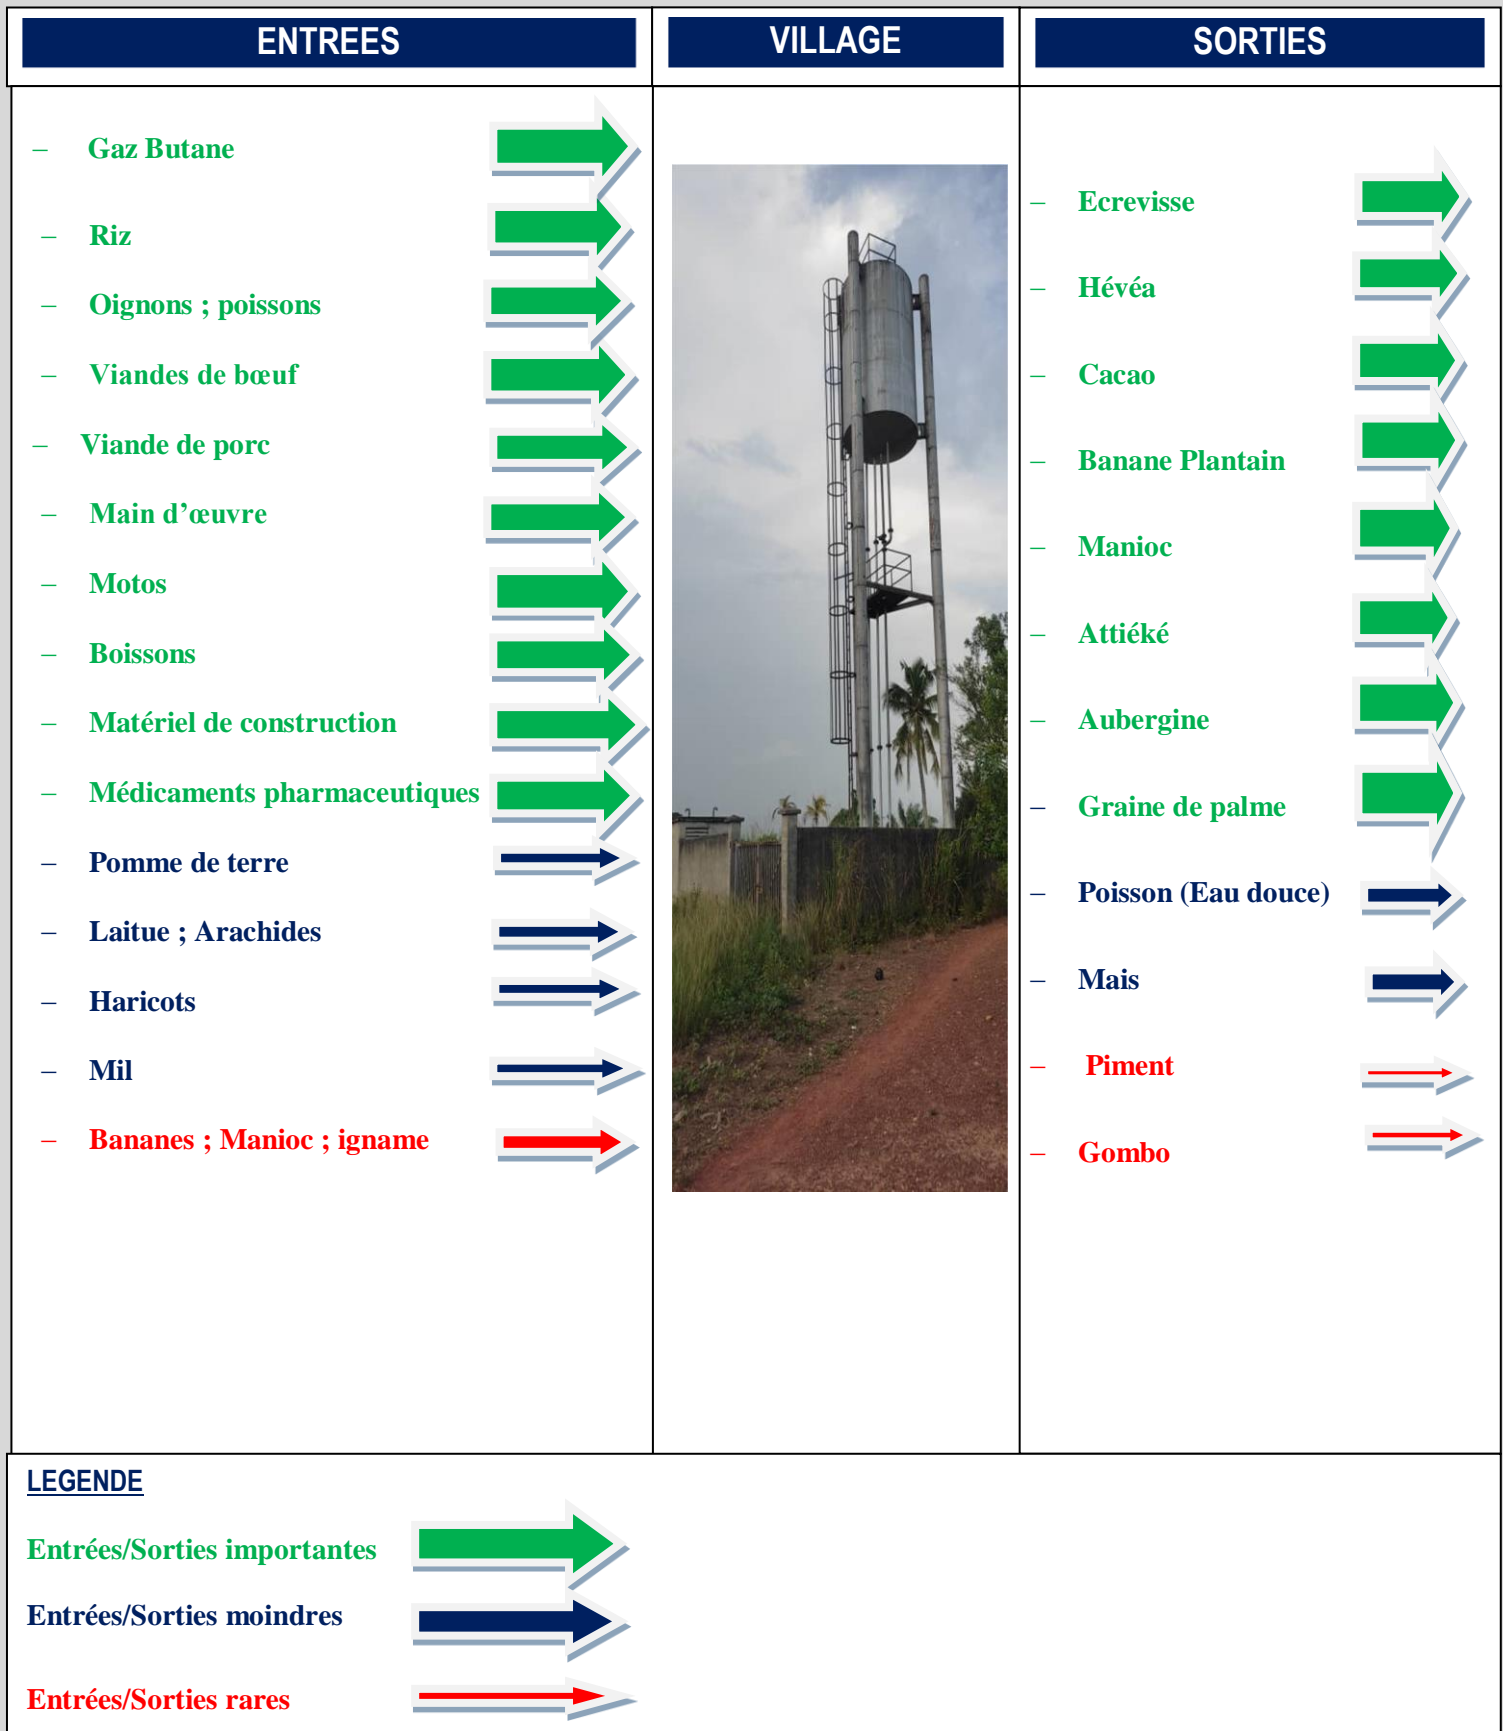 ENTREES
VILLAGE
SORTIES
– Gaz Butane
– Riz
– Oignons ; poissons
– Viandes de bœuf
– Viande de porc
– Main d’œuvre
– Motos
– Boissons
– Matériel de construction
– Médicaments pharmaceutiques
– Pomme de terre
– Laitue ; Arachides
– Haricots
– Mil
– Bananes ; Manioc ; igname
– Ecrevisse
– Hévéa
– Cacao
– Banane Plantain
– Manioc
– Attiéké
– Aubergine
– Graine de palme
– Poisson (Eau douce)
– Mais
– Piment
– Gombo
LEGENDE
Entrées/Sorties importantes
Entrées/Sorties moindres
Entrées/Sorties rares